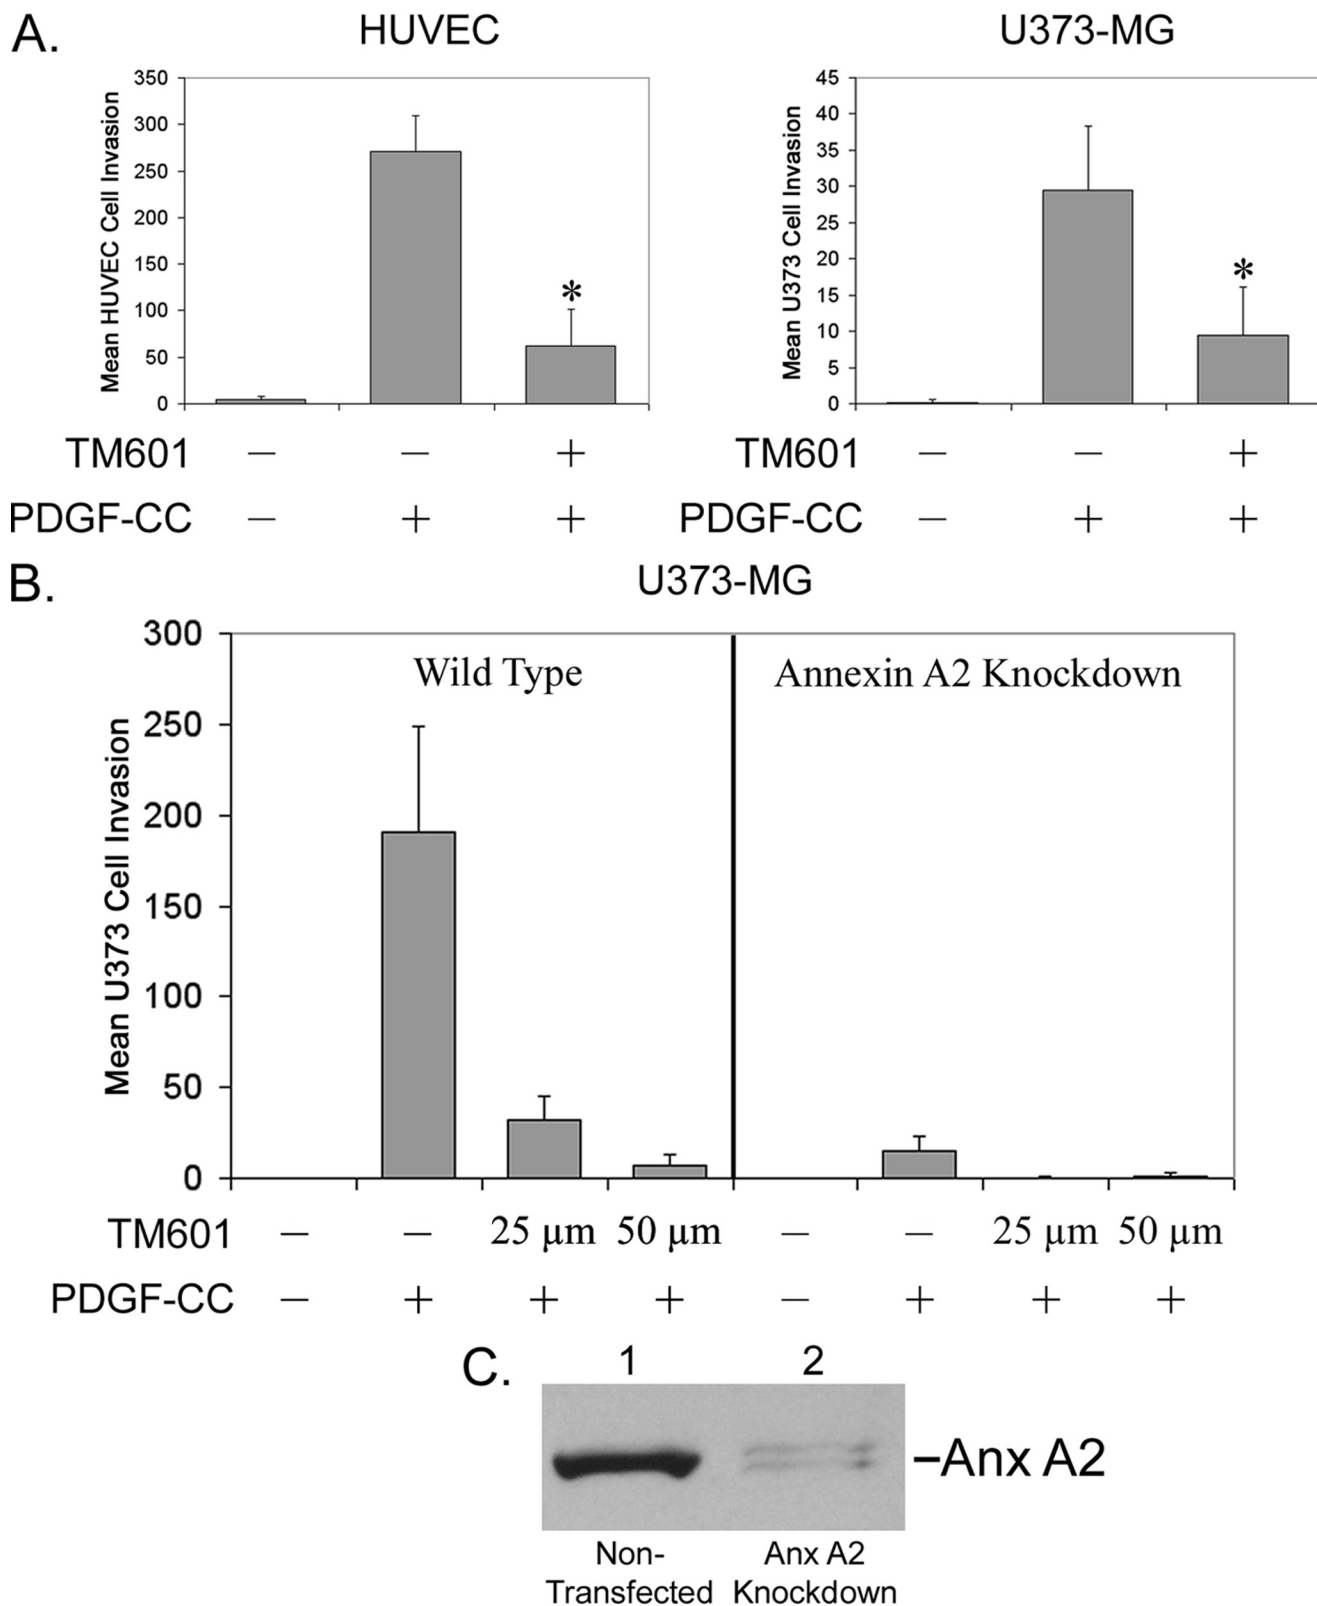 A.
HUVEC
U373-MG
Mean HUVEC Cell Invasion
350
300
250
200
150
100
50
0
*
TM601 – – +
PDGF-CC – + +
Mean U373 Cell Invasion
45
40
35
30
25
20
15
10
5
0
*
TM601 – – +
PDGF-CC – + +
B.
U373-MG
Mean U373 Cell Invasion
300
250
200
150
100
50
0
Wild Type
Annexin A2 Knockdown
TM601 – – 25 µm 50 µm – – 25 µm 50 µm
PDGF-CC – + + + – + + +
C.
1 2
–Anx A2
Non-
Transfected
Anx A2
Knockdown